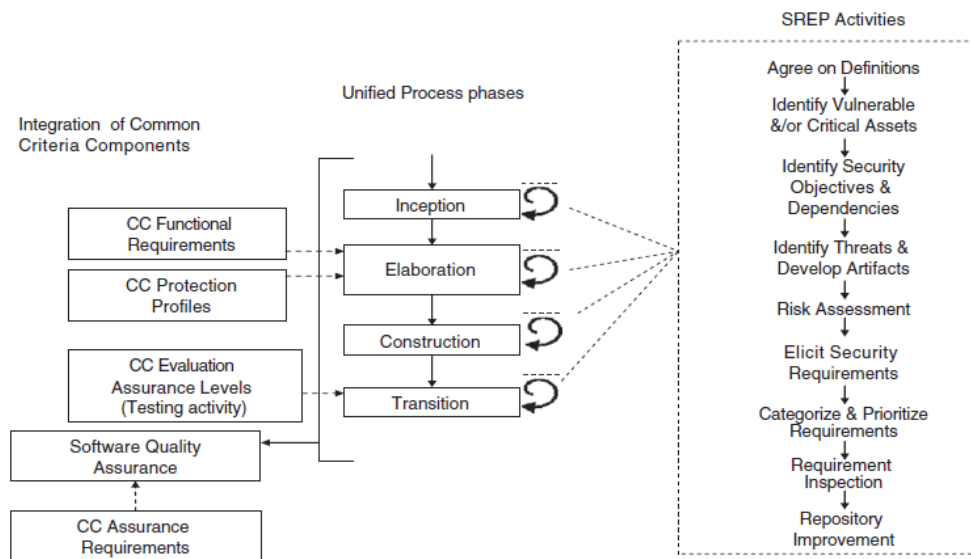 SREP Activities
Unified Process phases
Integration of Common
Criteria Components
CC Functional
Requirements
CC Protection
Profiles
CC Evaluation
Assurance Levels
(Testing activity)
Software Quality
Assurance
CC Assurance
Requirements
Inception
Elaboration
Construction
Transition
Agree on Definitions
Identify Vulnerable
&/or Critical Assets
Identify Security
Objectives &
Dependencies
Identify Threats &
Develop Artifacts
Risk Assessment
Elicit Security
Requirements
Categorize & Prioritize
Requirements
Requirement
Inspection
Repository
Improvement